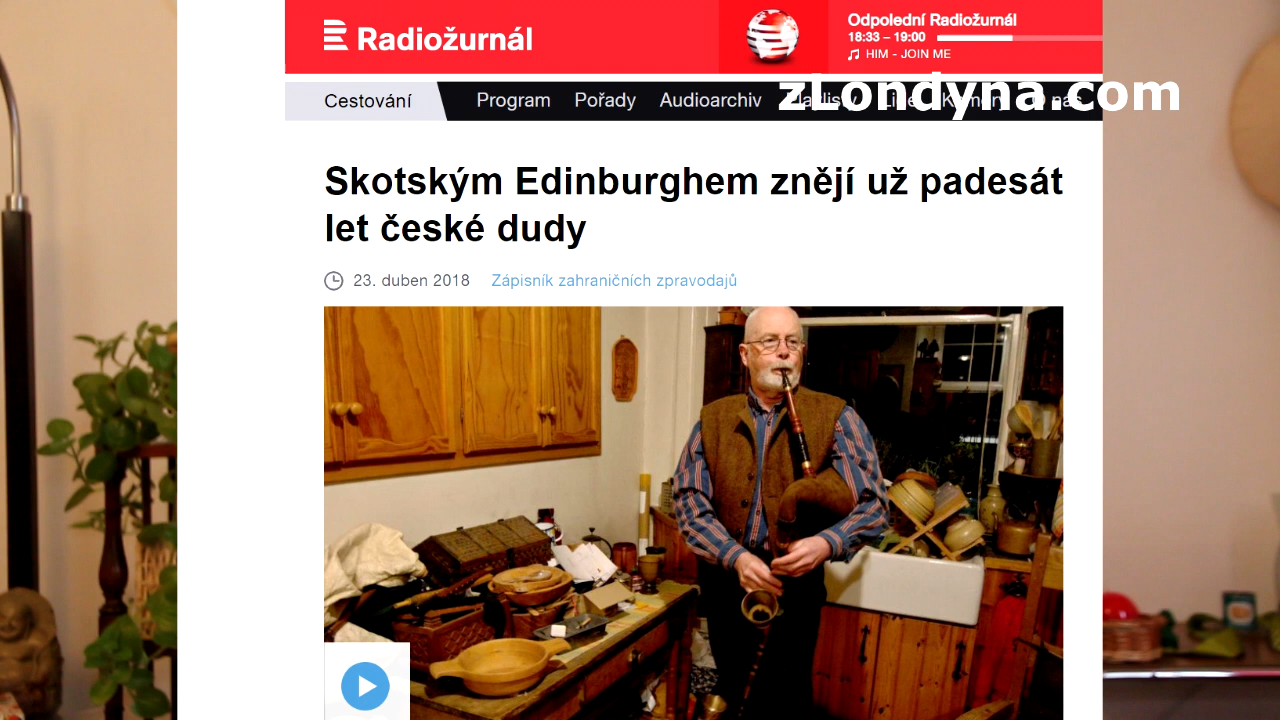 Radiožurnál
Odpolední Radiožurnál
18:33 – 19:00
HIM - JOIN ME
zLondyna.com
Cestování Program Pořady Audioarchiv Playlisty
Skotským Edinburghem znějí už padesát
let české dudy
23. duben 2018 Zápisník zahraničních zpravodajů